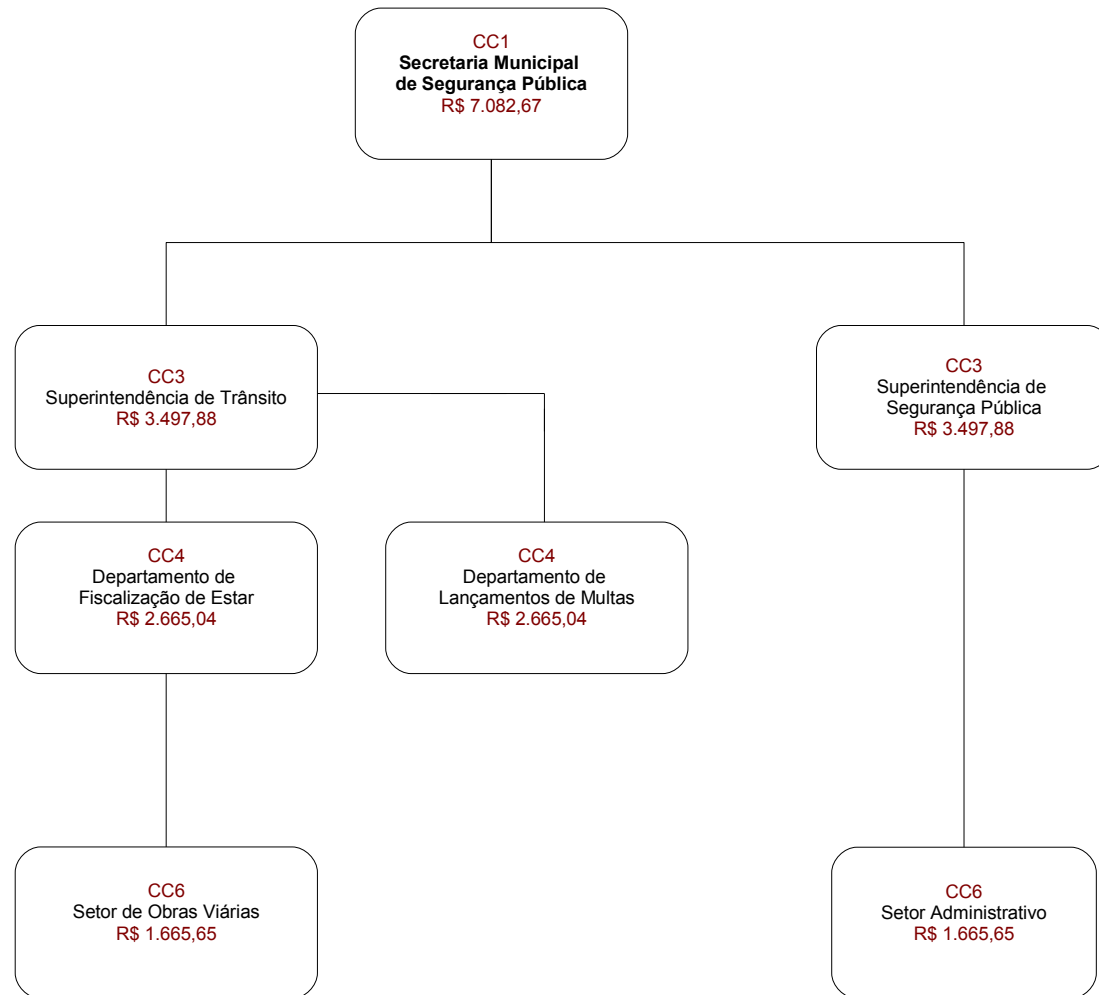 CC1
Secretaria Municipal
de Segurança Pública
R$ 7.082,67
CC3
Superintendência de Trânsito
R$ 3.497,88
CC3
Superintendência de
Segurança Pública
R$ 3.497,88
CC4
Departamento de
Fiscalização de Estar
R$ 2.665,04
CC4
Departamento de
Lançamentos de Multas
R$ 2.665,04
CC6
Setor de Obras Viárias
R$ 1.665,65
CC6
Setor Administrativo
R$ 1.665,65